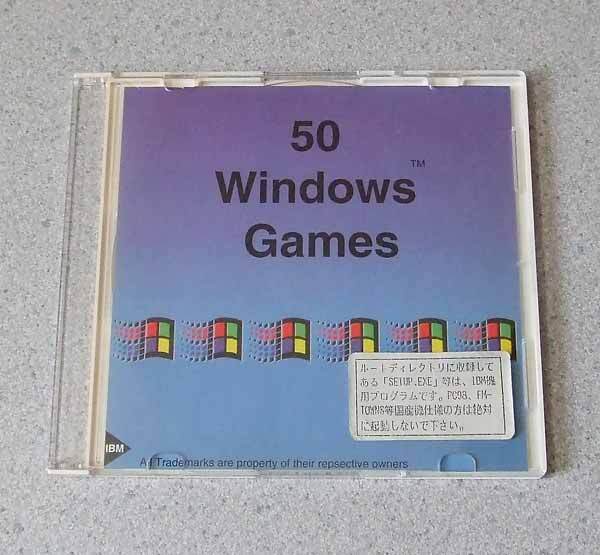 50
Windows™
Games
ルートディレクトリに収録して
ある「SETUP.EXE」等は、IBM機
用プログラムです。PC98、FM-
TOWNS等国産機仕様の方は絶対
に起動しないで下さい。
IBM
All Trademarks are property of their repsective owners